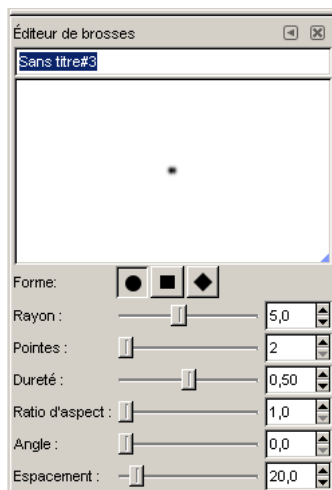 Éditeur de brosses
Sans titre#3
Forme:
Rayon : 5,0
Pointes : 2
Dureté : 0,50
Ratio d'aspect : 1,0
Angle : 0,0
Espacement : 20,0